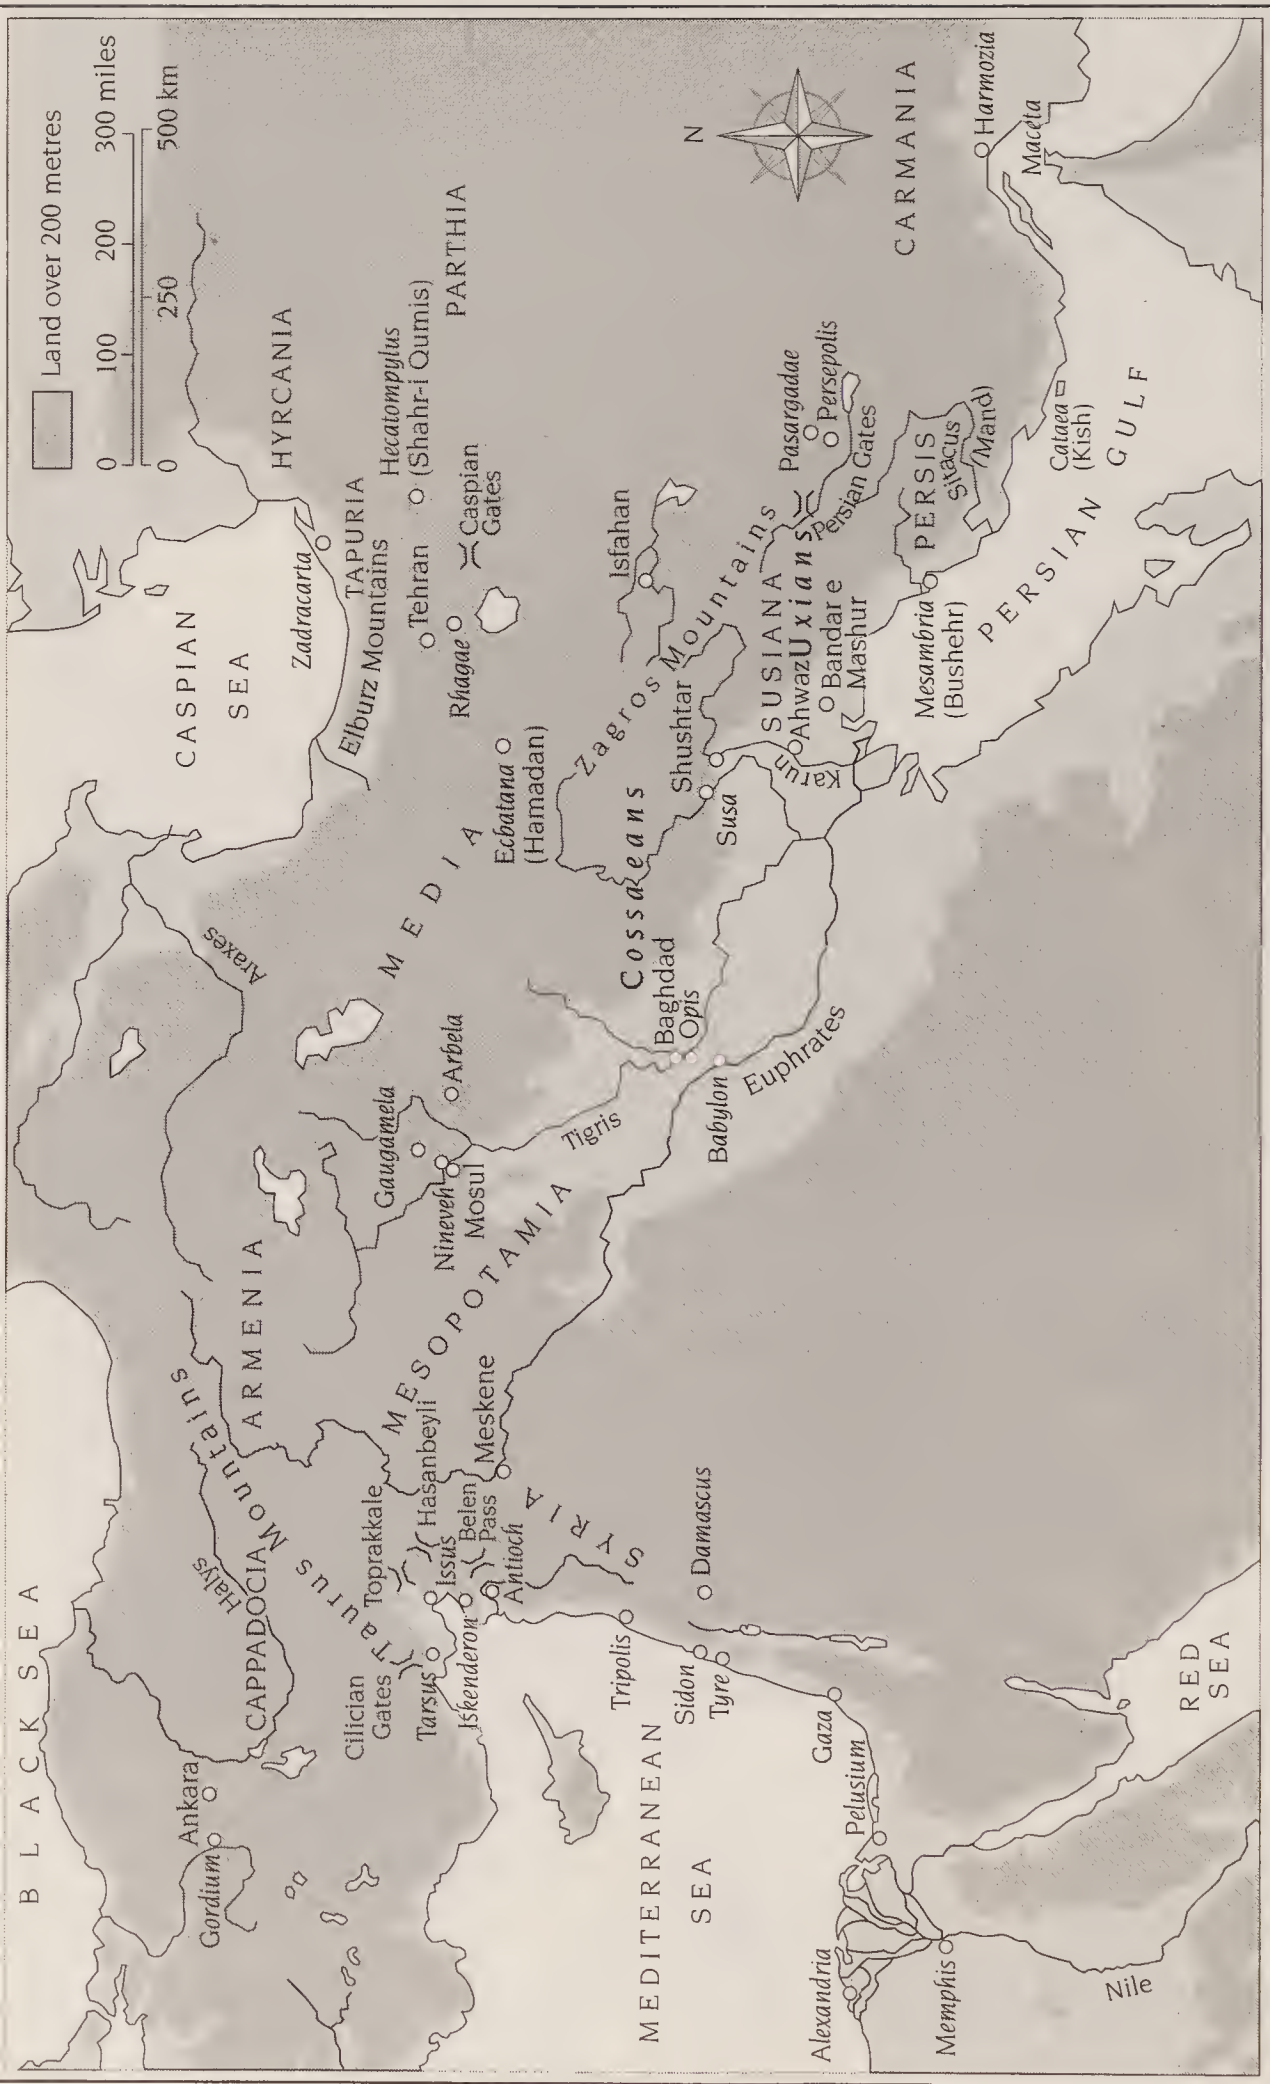 Land over 200 metres
0 100 200 300 miles
0 250 500 km
N
BLACK SEA
CASPIAN
SEA
HYRCANIA
Zadracarta
TAPURIA
Elburz Mountains
Hecatompylus
(Shahr-i Qumis)
PARTHIA
Tehran
Caspian
Gates
Rhagae
Araxes
MEDIA
Ecbatana
(Hamadan)
Isfahan
Zagros Mountains
Cossaeans
Shushtar
Susa
SUSIANA
Ahwaz
Uxians
Bandar e
Mashur
Karun
Pasargadae
Persepolis
Persian Gates
PERSIS
Sitacus
(Mand)
Mesambria
(Bushehr)
PERSIAN GULF
Cataea
(Kish)
CARMANIA
Harmozia
Maceta
Gordium
Ankara
Halys
CAPPADOCIA
Taurus Mountains
ARMENIA
Cilician
Gates
Tarsus
Toprakkale
Hasanbeyli
Issus
Iskenderon
Belen
Pass
Antioch
Meskene
MESOPOTAMIA
SYRIA
Gaugamela
Nineveh
Mosul
Arbela
Tigris
Baghdad
Opis
Babylon
Euphrates
MEDITERRANEAN
SEA
Tripolis
Sidon
Tyre
Damascus
Gaza
Pelusium
Alexandria
Memphis
Nile
RED
SEA